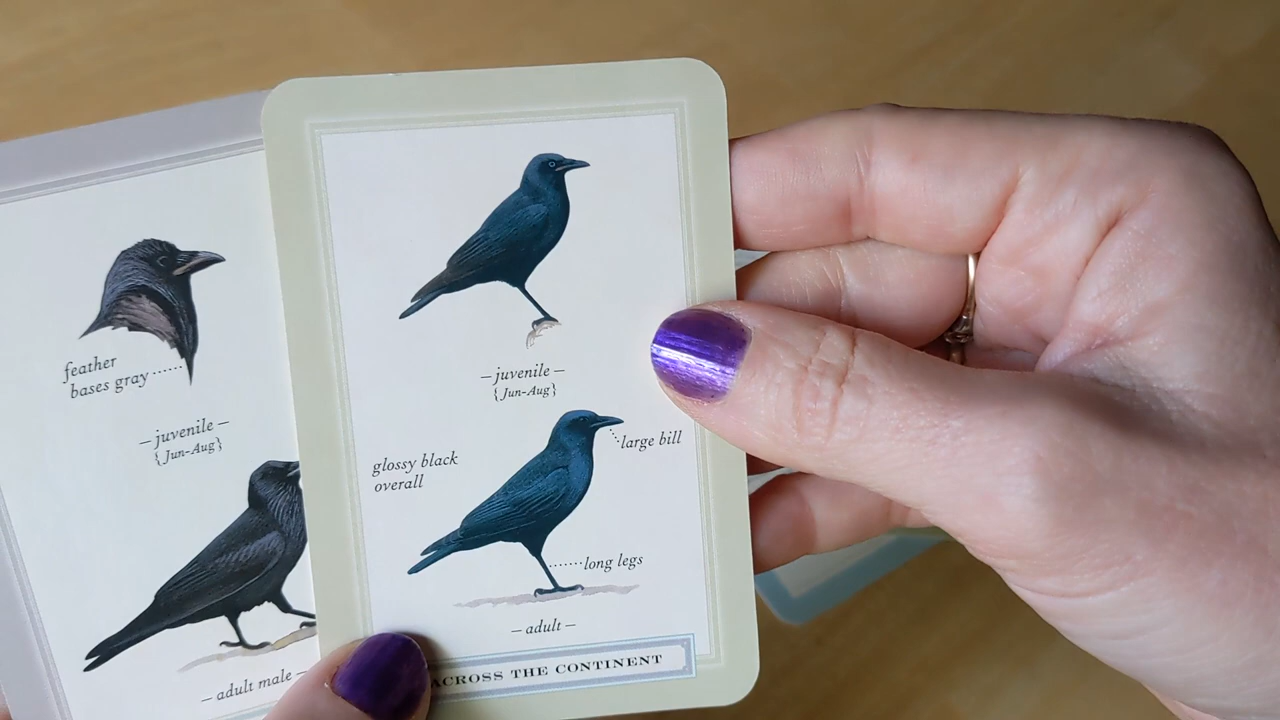 feather
bases gray
– juvenile –
{ Jun-Aug }
– adult male –
– juvenile –
{ Jun-Aug }
large bill
glossy black
overall
long legs
– adult –
ACROSS THE CONTINENT